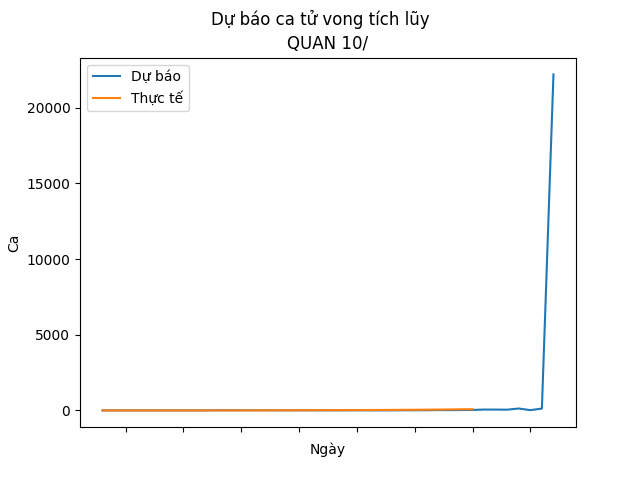 Dự báo ca tử vong tích lũy
QUAN 10/
Dự báo
Thực tế
20000
15000
10000
5000
0
Ca
Ngày